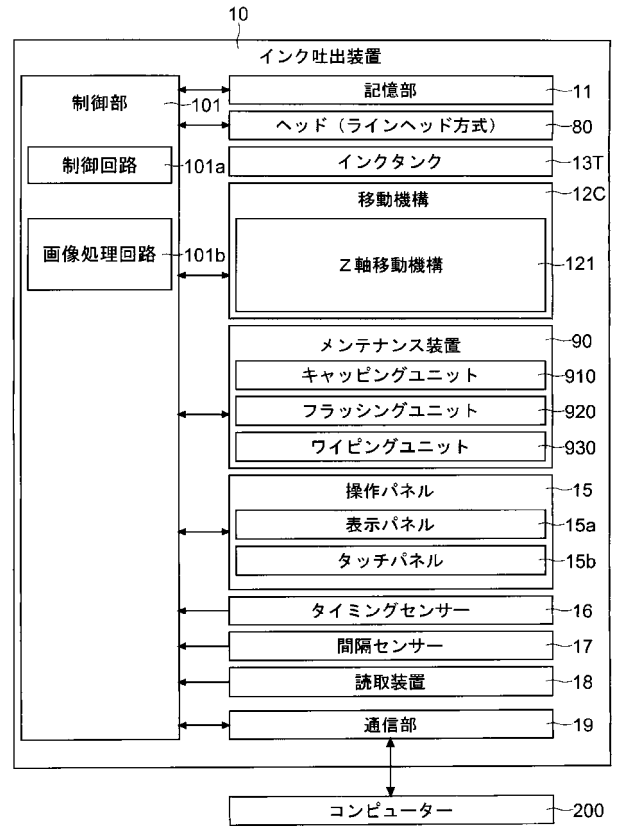 10
インク吐出装置
制御部 101
記憶部 11
ヘッド（ラインヘッド方式） 80
制御回路 101a
インクタンク 13T
移動機構 12C
画像処理回路 101b
Z軸移動機構 121
メンテナンス装置 90
キャッピングユニット 910
フラッシングユニット 920
ワイピングユニット 930
操作パネル 15
表示パネル 15a
タッチパネル 15b
タイミングセンサー 16
間隔センサー 17
読取装置 18
通信部 19
コンピューター 200